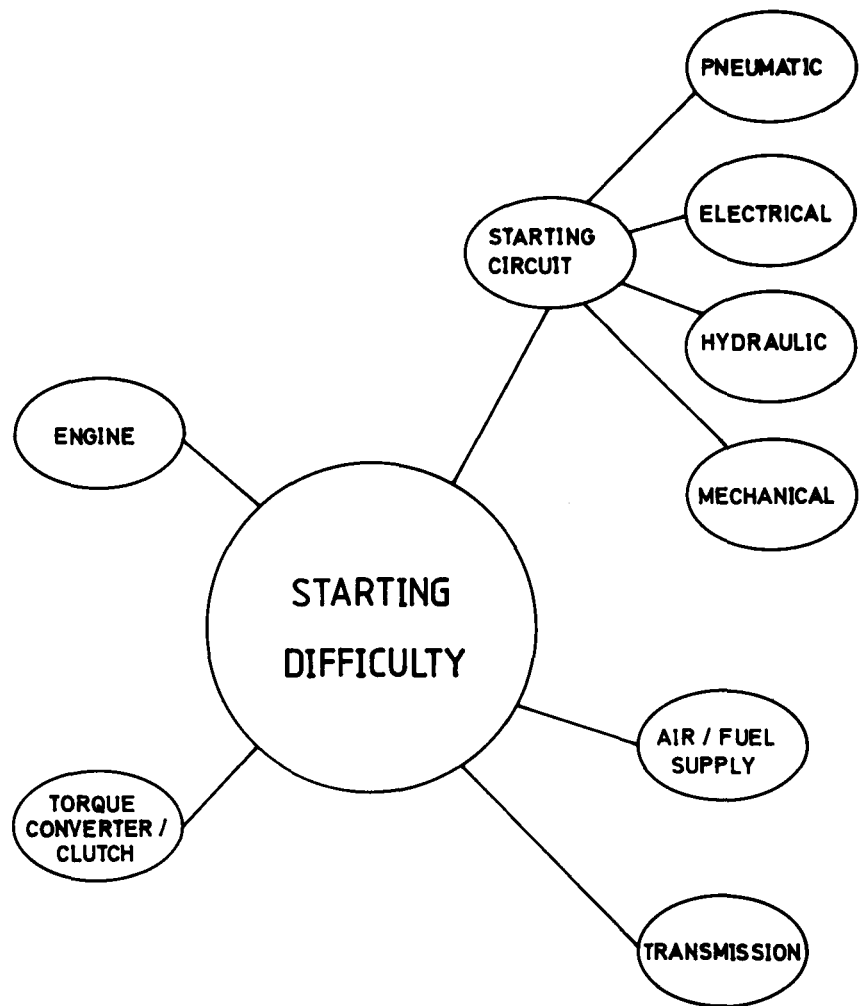 PNEUMATIC
ELECTRICAL
STARTING
CIRCUIT
HYDRAULIC
ENGINE
MECHANICAL
STARTING
DIFFICULTY
AIR / FUEL
SUPPLY
TORQUE
CONVERTER /
CLUTCH
TRANSMISSION